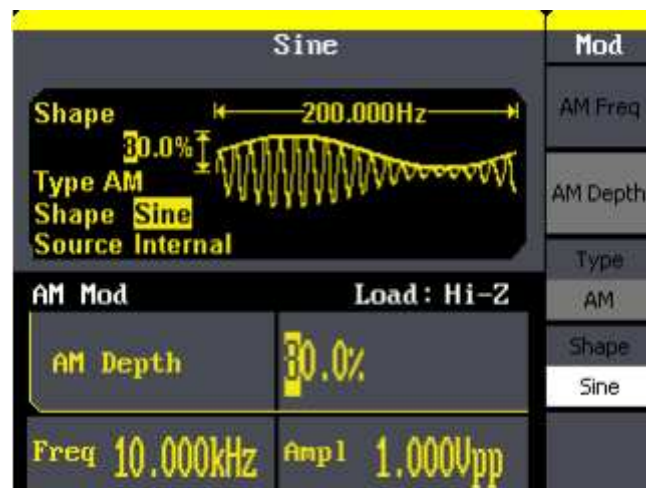 Sine
Shape 200.000Hz
80.0%
Type AM
Shape Sine
Source Internal
AM Mod Load: Hi-Z
AM Depth 80.0%
Freq 10.000kHz Ampl 1.000Vpp
Mod
AM Freq
AM Depth
Type
AM
Shape
Sine